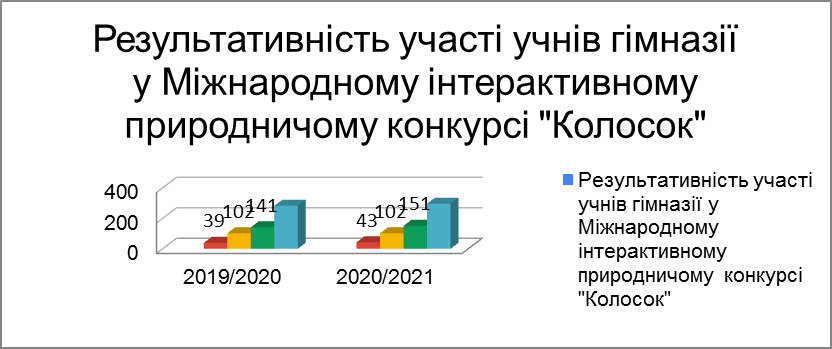 Результативність участі учнів гімназії
у Міжнародному інтерактивному
природничому конкурсі "Колосок"
400
200
0
39
102
141
43
102
151
2019/2020
2020/2021
Результативність участі
учнів гімназії у
Міжнародному
інтерактивному
природничому конкурсі
"Колосок"